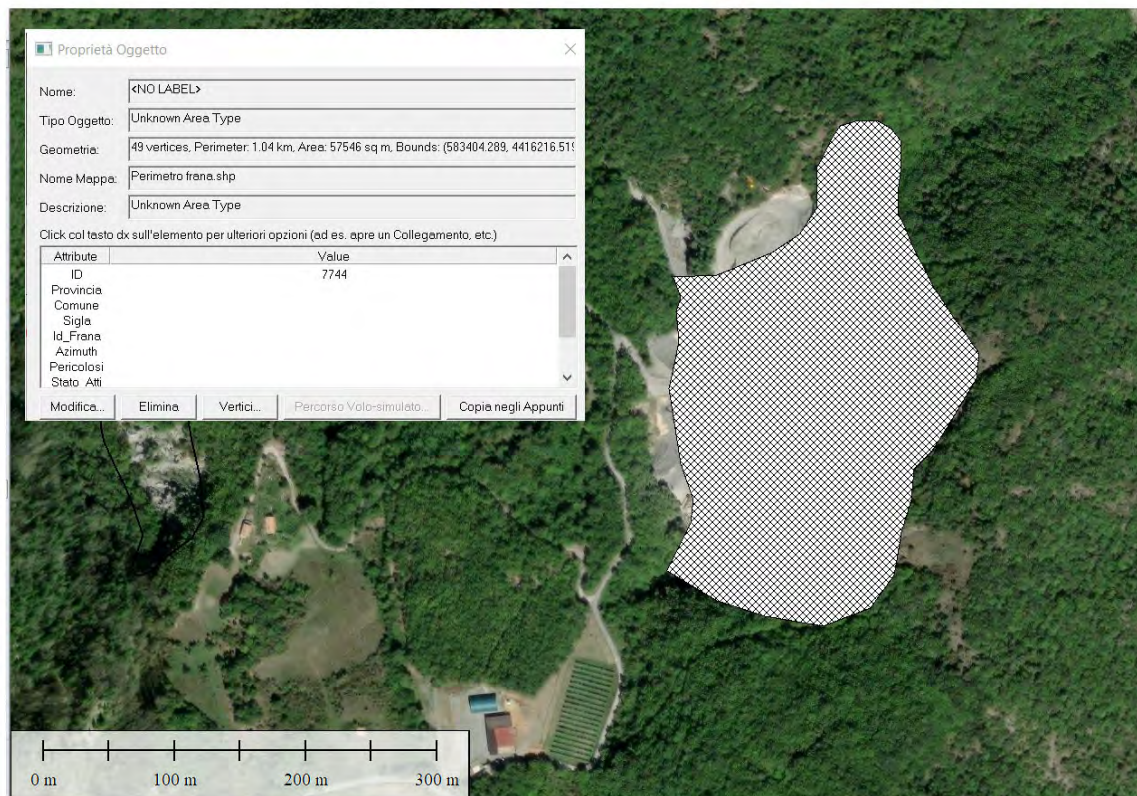 Proprietà Oggetto
Nome: <NO LABEL>
Tipo Oggetto: Unknown Area Type
Geometria: 49 vertices, Perimeter: 1.04 km, Area: 57546 sq m, Bounds: (583404.289, 4416216.519
Nome Mappa: Perimetro frana.shp
Descrizione: Unknown Area Type
Click col tasto dx sull'elemento per ulteriori opzioni (ad es. apre un Collegamento, etc.)
Attribute Value
ID 7744
Provincia
Comune
Sigla
Id_Frana
Azimuth
Pericolosi
Stato_Atti
Modifica... Elimina Vertici... Percorso Volo-simulato... Copia negli Appunti
0 m 100 m 200 m 300 m